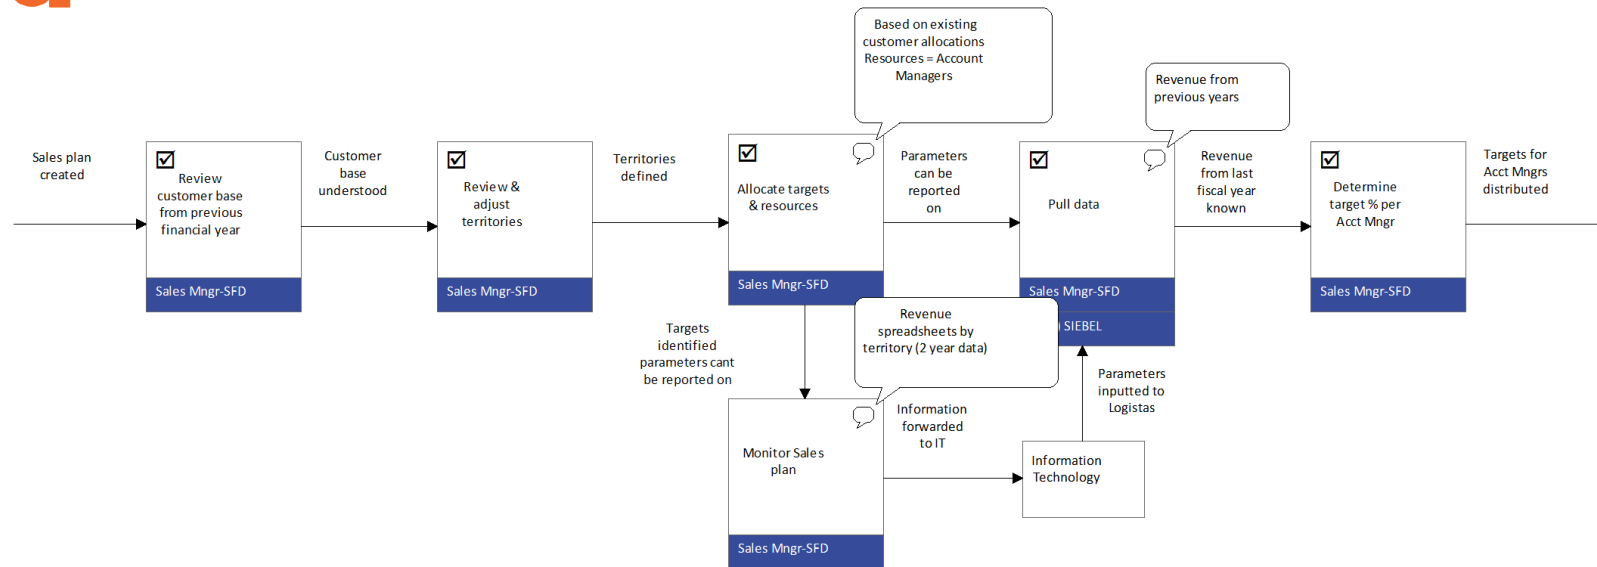 Based on existing
customer allocations
Resources = Account
Managers
Revenue from
previous years
Sales plan
created
Review
customer base
from previous
financial year
Sales Mngr-SFD
Customer
base
understood
Review &
adjust
territories
Sales Mngr-SFD
Territories
defined
Allocate targets
& resources
Sales Mngr-SFD
Parameters
can be
reported
on
Pull data
Sales Mngr-SFD
SIEBEL
Revenue
from last
fiscal year
known
Determine
target % per
Acct Mngr
Sales Mngr-SFD
Targets for
Acct Mngrs
distributed
Targets
identified
parameters cant
be reported on
Revenue
spreadsheets by
territory (2 year data)
Monitor Sales
plan
Sales Mngr-SFD
Information
forwarded
to IT
Information
Technology
Parameters
inputted to
Logistas